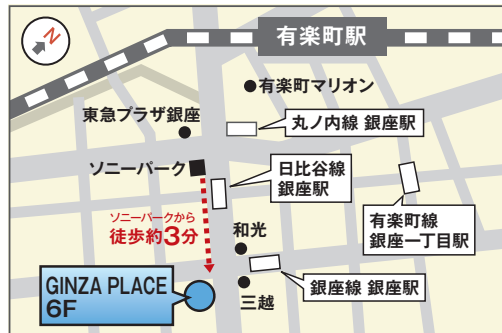 N
有楽町駅
有楽町マリオン
東急プラザ銀座
丸ノ内線 銀座駅
ソニーパーク
日比谷線
銀座駅
ソニーパークから
徒歩約3分
有楽町線
銀座一丁目駅
和光
GINZA PLACE
6F
銀座線 銀座駅
三越